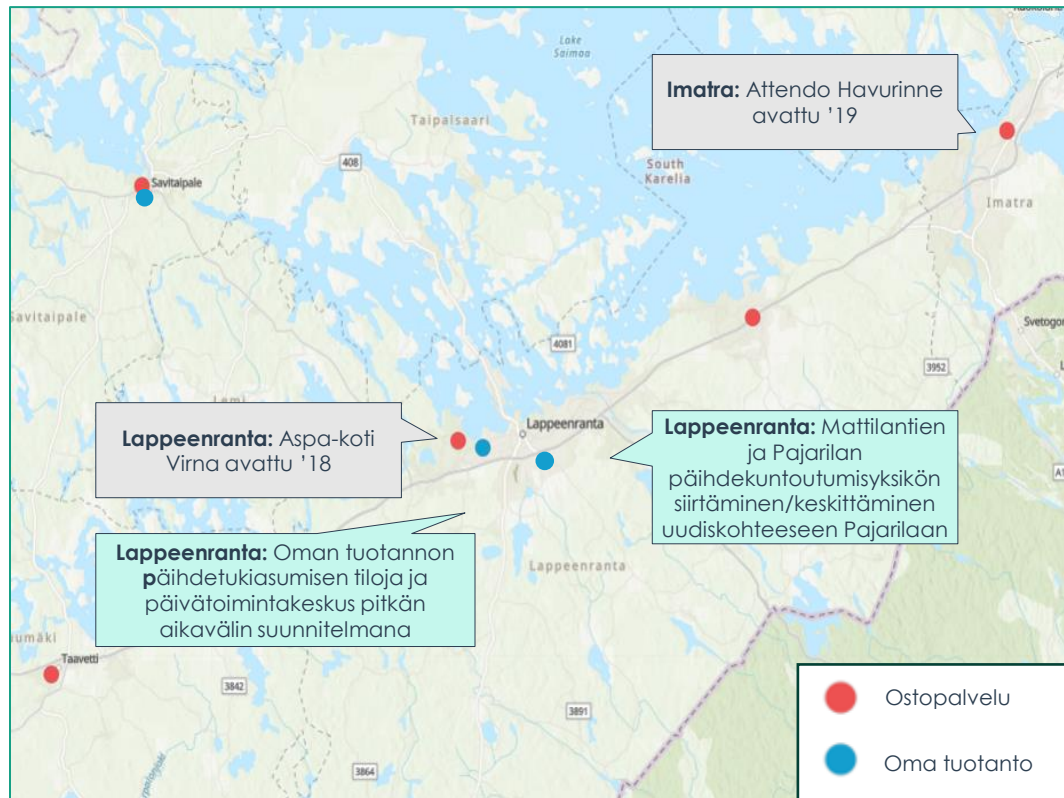 Lake
Saimaa
Imatra: Attendo Havurinne
avattu ’19
Taipalsaari
408
South
Karelia
Savitaipale
Imatra
Savitaipale
4081
Svetogor
3952
Lemi
Lappeenranta
Lappeenranta: Aspa-koti
Virna avattu ’18
Lappeenranta: Mattilantien
ja Pajarilan
päihdekuntoutumisyksikön
siirtäminen/keskittäminen
uudiskohteeseen Pajarilaan
Lappeenranta: Oman tuotannon
päihdetukiasumisen tiloja ja
päivätoimintakeskus pitkän
aikavälin suunnitelmana
Lappeenranta
umäki
Taavetti
3842
3891
3864
Ostopalvelu
Oma tuotanto